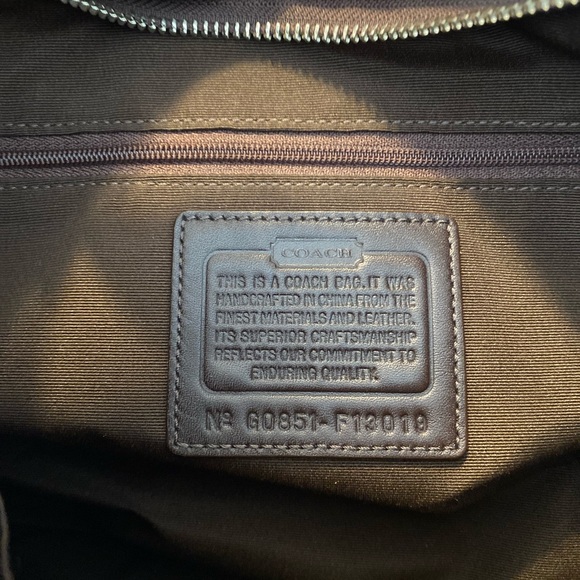 COACH
THIS IS A COACH BAG. IT WAS
HANDCRAFTED IN CHINA FROM THE
FINEST MATERIALS AND LEATHER.
ITS SUPERIOR CRAFTSMANSHIP
REFLECTS OUR COMMITMENT TO
ENDURING QUALITY.
Nº G0851-F13019